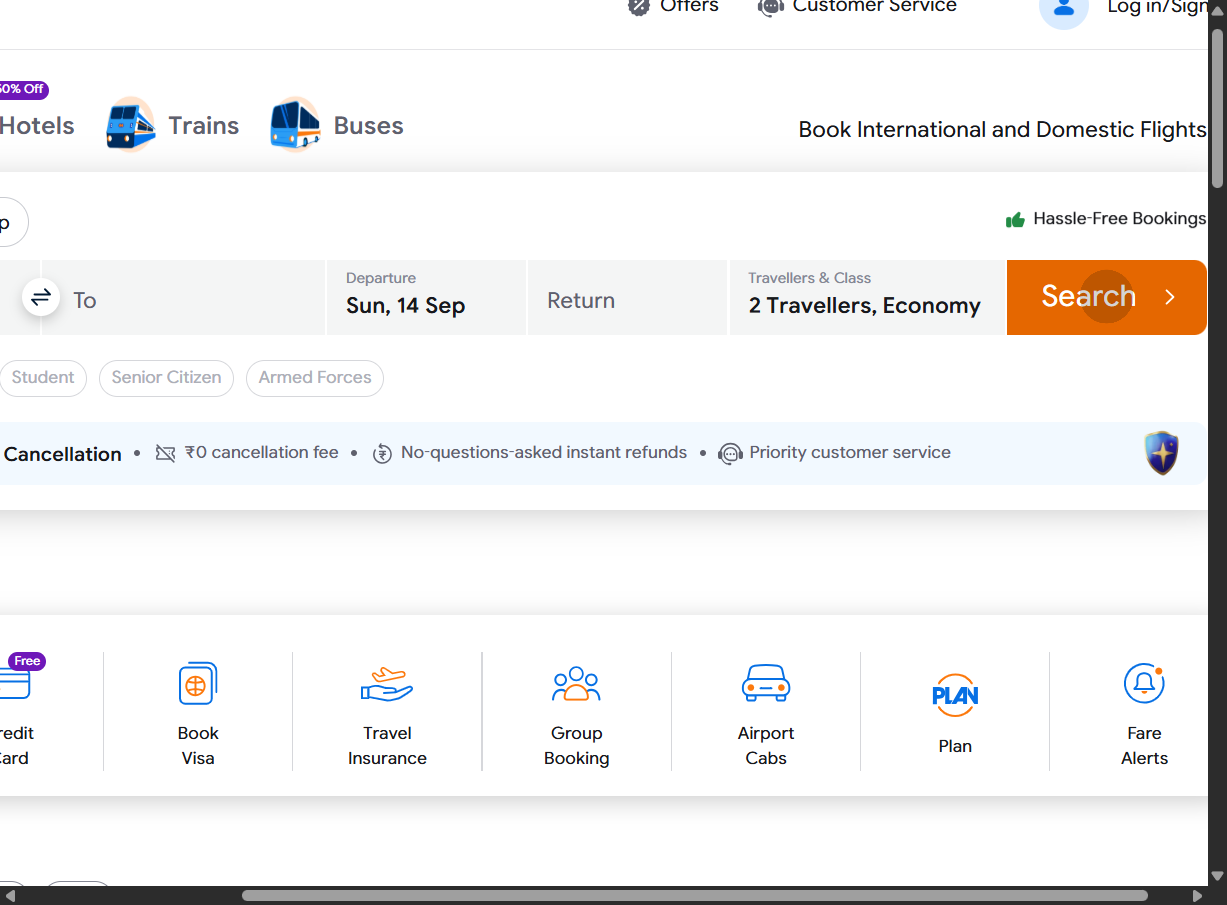 Offers
Customer Service
Log in/Sign
50% Off
Hotels
Trains
Buses
Book International and Domestic Flights
p
Hassle-Free Bookings
To
Departure
Sun, 14 Sep
Return
Travellers & Class
2 Travellers, Economy
Search
Student
Senior Citizen
Armed Forces
Cancellation • ₹0 cancellation fee • No-questions-asked instant refunds • Priority customer service
Free
redit
Card
Book
Visa
Travel
Insurance
Group
Booking
Airport
Cabs
PLAN
Plan
Fare
Alerts